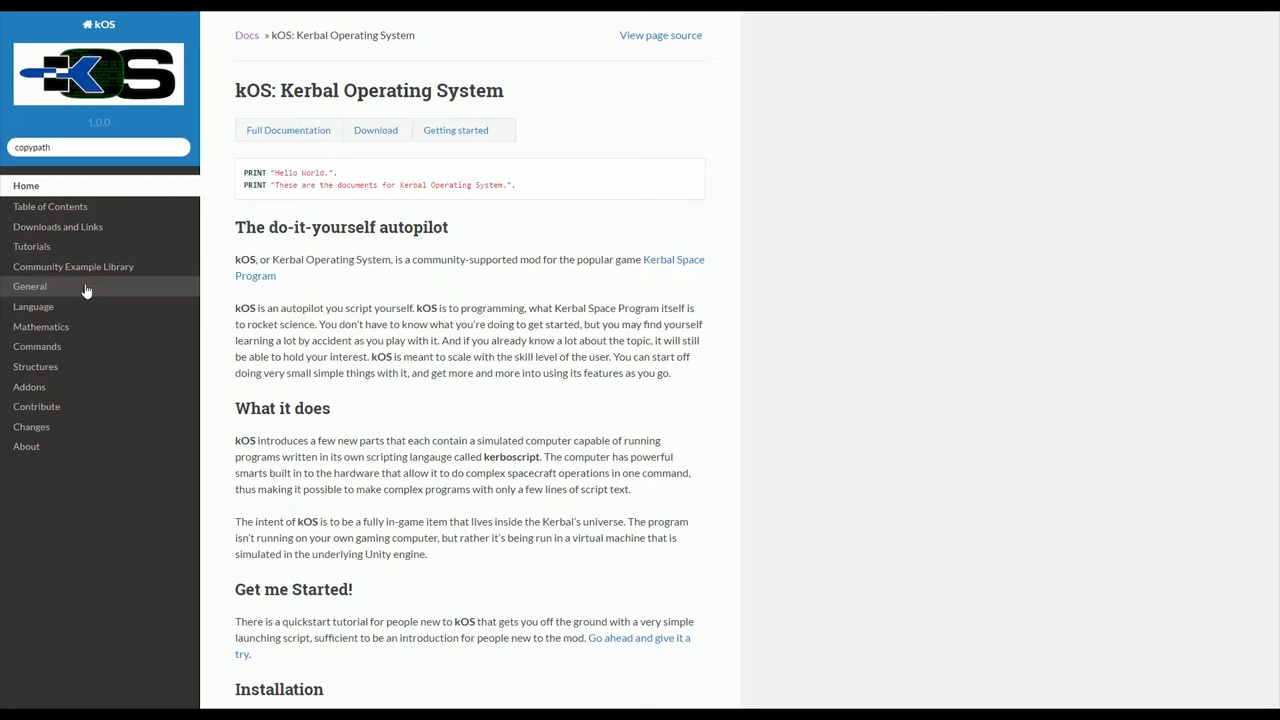 kOS
kOS
1.0.0
copypath
Home
Table of Contents
Downloads and Links
Tutorials
Community Example Library
General
Language
Mathematics
Commands
Structures
Addons
Contribute
Changes
About
Docs » kOS: Kerbal Operating System
View page source
kOS: Kerbal Operating System
Full Documentation
Download
Getting started
PRINT "Hello World.".
PRINT "These are the documents for Kerbal Operating System.".
The do-it-yourself autopilot
kOS, or Kerbal Operating System, is a community-supported mod for the popular game Kerbal Space
Program
kOS is an autopilot you script yourself. kOS is to programming, what Kerbal Space Program itself is
to rocket science. You don't have to know what you're doing to get started, but you may find yourself
learning a lot by accident as you play with it. And if you already know a lot about the topic, it will still
be able to hold your interest. kOS is meant to scale with the skill level of the user. You can start off
doing very small simple things with it, and get more and more into using its features as you go.
What it does
kOS introduces a few new parts that each contain a simulated computer capable of running
programs written in its own scripting langauge called kerboscript. The computer has powerful
smarts built in to the hardware that allow it to do complex spacecraft operations in one command,
thus making it possible to make complex programs with only a few lines of script text.
The intent of kOS is to be a fully in-game item that lives inside the Kerbal's universe. The program
isn't running on your own gaming computer, but rather it's being run in a virtual machine that is
simulated in the underlying Unity engine.
Get me Started!
There is a quickstart tutorial for people new to kOS that gets you off the ground with a very simple
launching script, sufficient to be an introduction for people new to the mod. Go ahead and give it a
try.
Installation